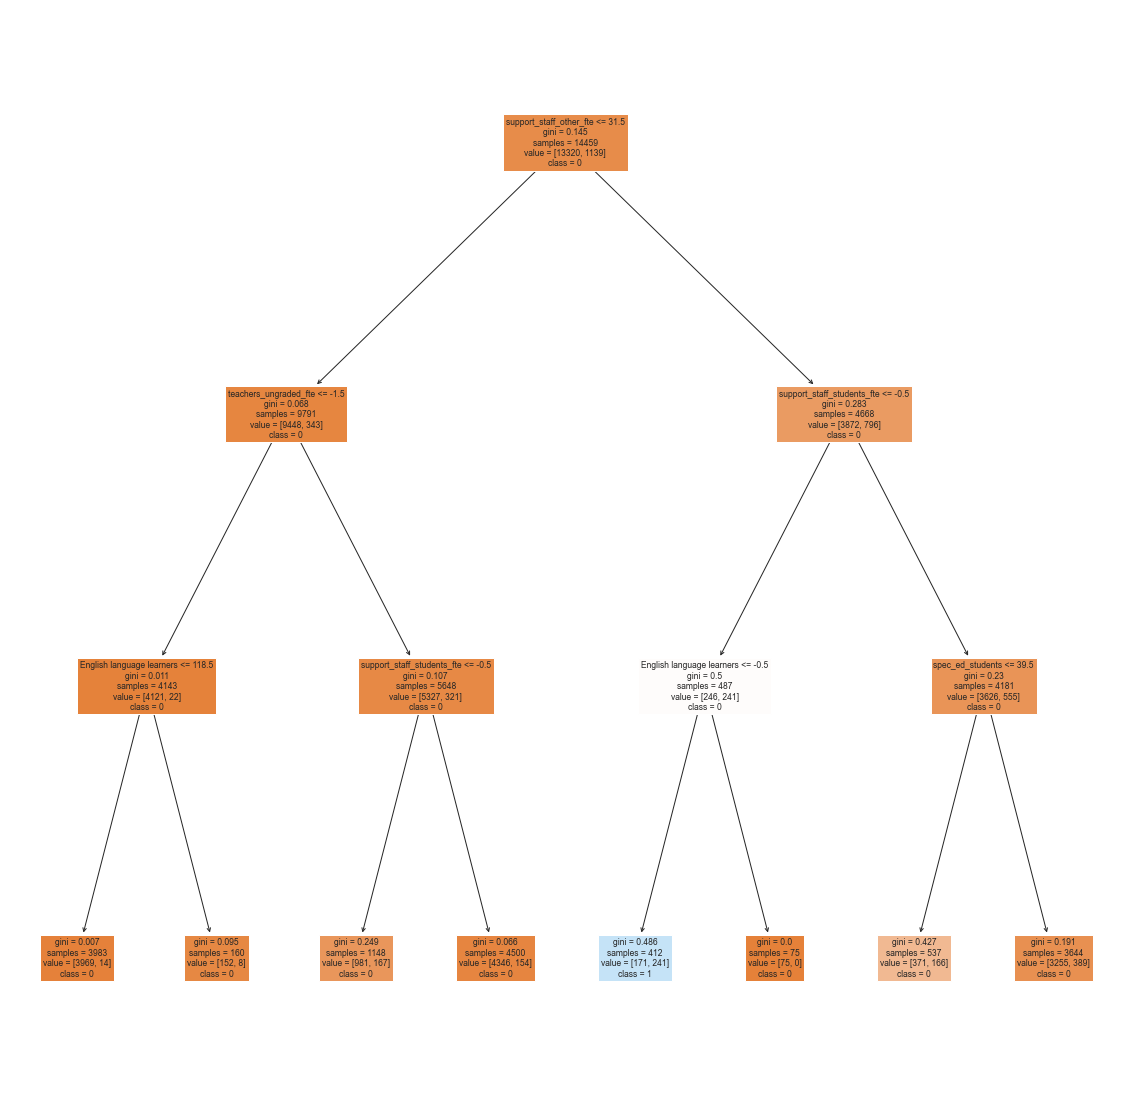 support_staff_other_fte <= 31.5
gini = 0.145
samples = 14459
value = [13320, 1139]
class = 0
teachers_ungraded_fte <= -1.5
gini = 0.068
samples = 9791
value = [9448, 343]
class = 0
support_staff_students_fte <= -0.5
gini = 0.283
samples = 4668
value = [3872, 796]
class = 0
English language learners <= 118.5
gini = 0.011
samples = 4143
value = [4121, 22]
class = 0
support_staff_students_fte <= -0.5
gini = 0.107
samples = 5648
value = [5327, 321]
class = 0
English language learners <= -0.5
gini = 0.5
samples = 487
value = [246, 241]
class = 0
spec_ed_students <= 39.5
gini = 0.23
samples = 4181
value = [3626, 555]
class = 0
gini = 0.007
samples = 3983
value = [3969, 14]
class = 0
gini = 0.095
samples = 160
value = [152, 8]
class = 0
gini = 0.249
samples = 1148
value = [981, 167]
class = 0
gini = 0.066
samples = 4500
value = [4346, 154]
class = 0
gini = 0.486
samples = 412
value = [171, 241]
class = 1
gini = 0.0
samples = 75
value = [75, 0]
class = 0
gini = 0.427
samples = 537
value = [371, 166]
class = 0
gini = 0.191
samples = 3644
value = [3255, 389]
class = 0